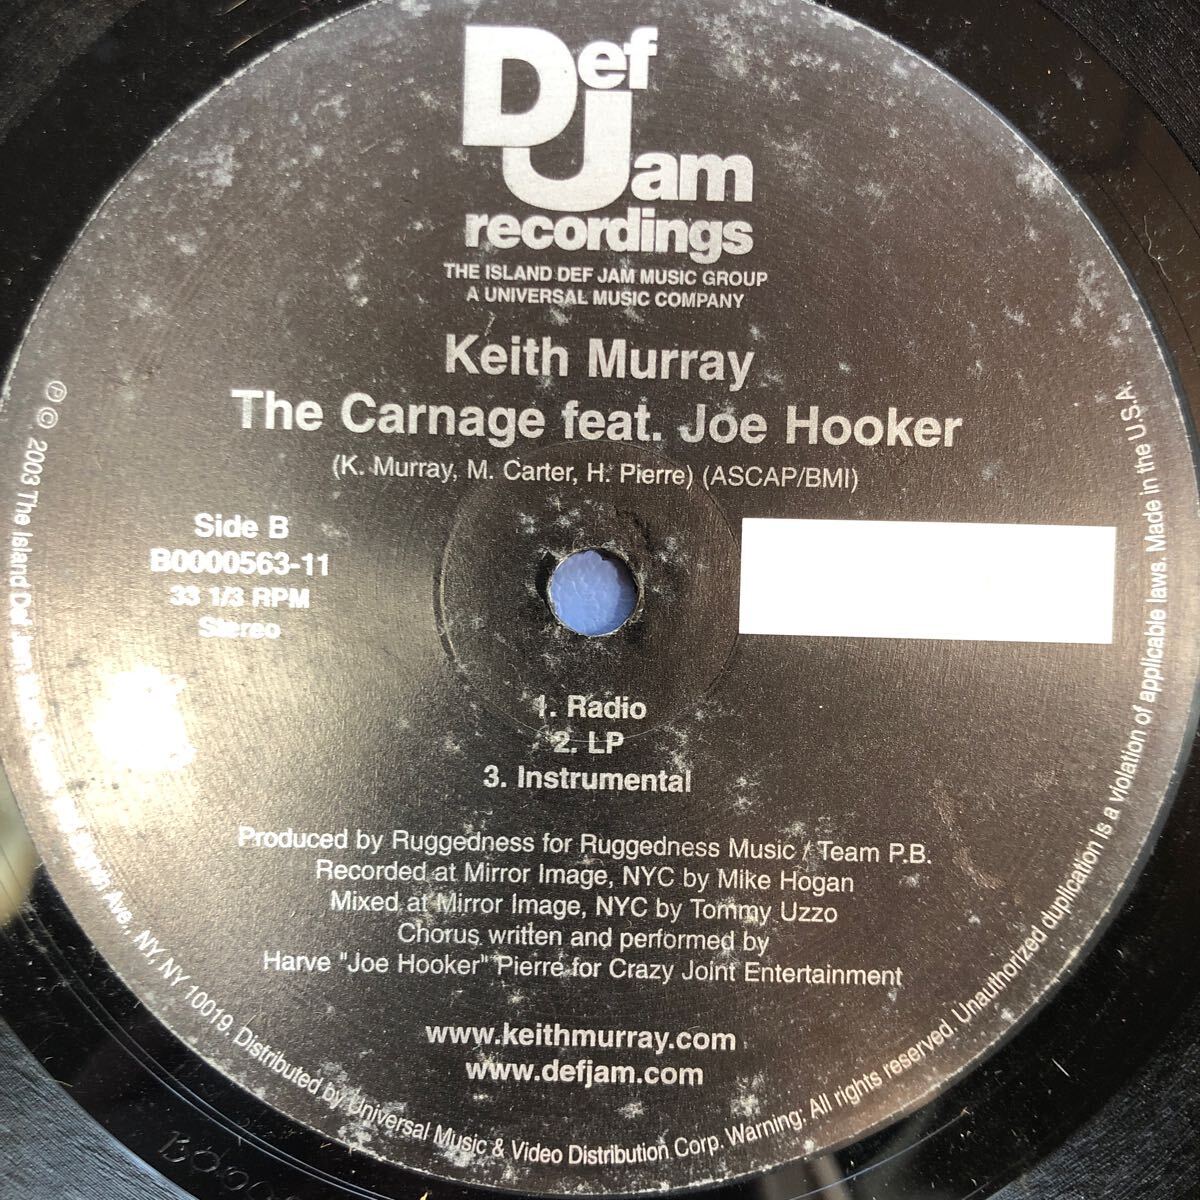 Def Jam
recordings
THE ISLAND DEF JAM MUSIC GROUP
A UNIVERSAL MUSIC COMPANY
Keith Murray
The Carnage feat. Joe Hooker
(K. Murray, M. Carter, H. Pierre) (ASCAP/BMI)
Side B
B0000563-11
33 1/3 RPM
Stereo
1. Radio
2. LP
3. Instrumental
Produced by Ruggedness for Ruggedness Music / Team P.B.
Recorded at Mirror Image, NYC by Mike Hogan
Mixed at Mirror Image, NYC by Tommy Uzzo
Chorus written and performed by
Harve "Joe Hooker" Pierre for Crazy Joint Entertainment
www.keithmurray.com
www.defjam.com
℗ © 2003 The Island Def Jam Ave., NY, NY 10019. Distributed by Universal Music & Video Distribution Corp. Warning: All rights reserved. Unauthorized duplication is a violation of applicable laws. Made in the U.S.A.